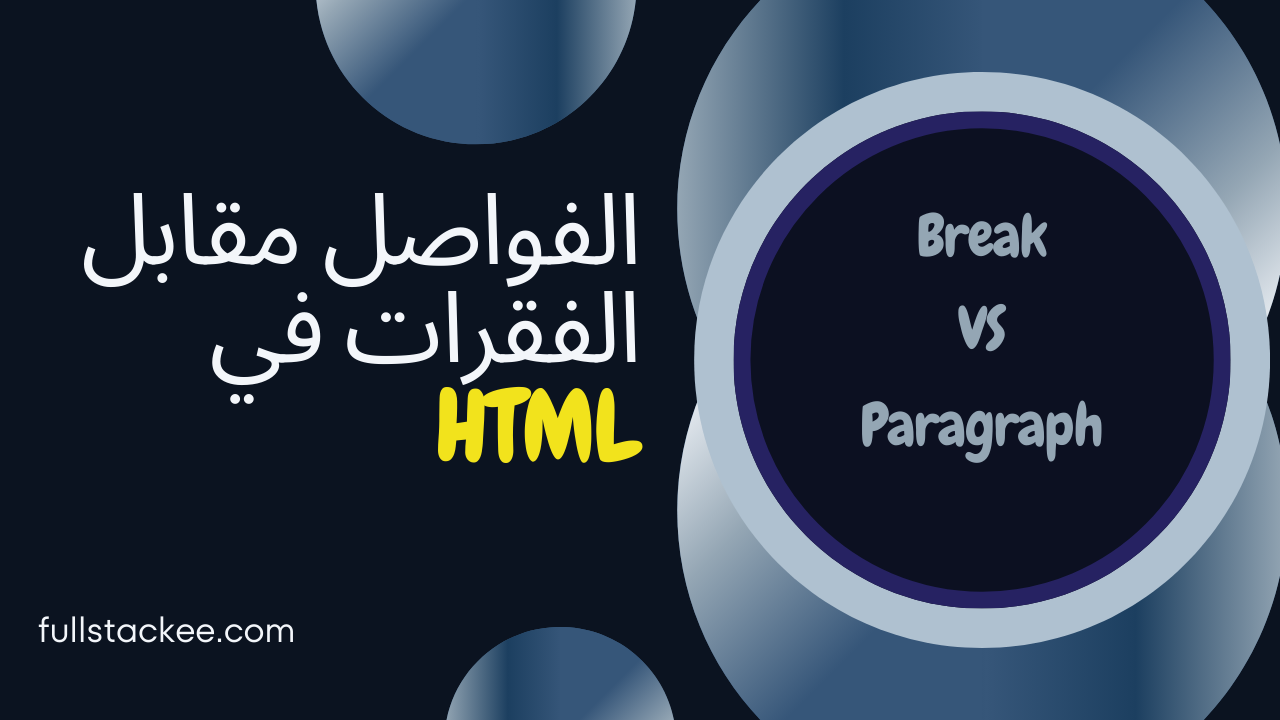 الفواصل مقابل
الفقرات في
HTML
Break
VS
Paragraph
fullstackee.com